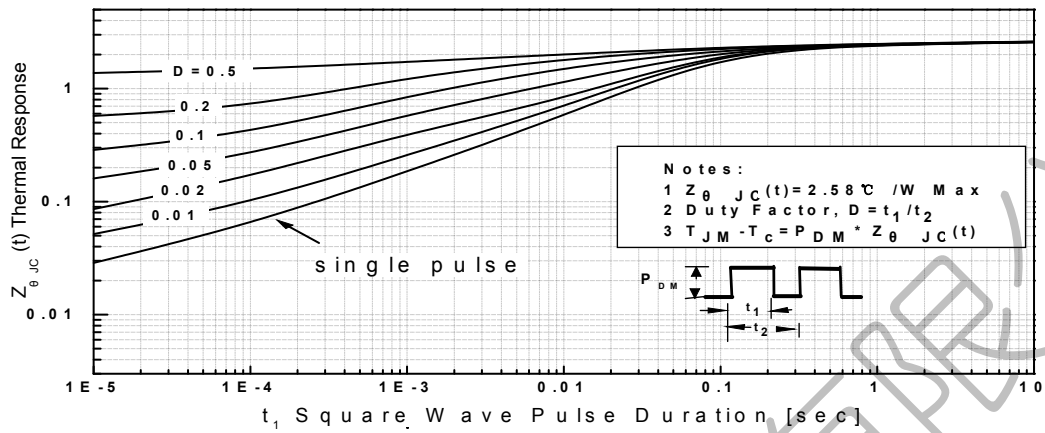 Z θ JC (t) Thermal Response
1
0.1
0.01
D=0.5
0.2
0.1
0.05
0.02
0.01
single pulse
Notes:
1 Z θ JC(t)=2.58℃ /W Max
2 Duty Factor, D=t1/t2
3 TJM-Tc=PDM*Zθ JC(t)
PDM
t1
t2
1E-5 1E-4 1E-3 0.01 0.1 1 10
t1 Square Wave Pulse Duration [sec]
限